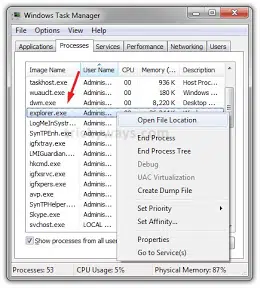 Windows Task Manager
File Options View Help
Applications Processes Services Performance Networking Users
Image Name User Name CPU Memory (... Description
taskhost.exe Adminis... 00 936 K Host Proc...
wuaudt.exe Adminis... 00 180 K Windows ...
dwm.exe Adminis... 00 8,220 K Desktop ...
explorer.exe Adminis...
LogMeInSystr... Adminis...
SynTPEnh.exe Adminis...
igfxtray.exe Adminis...
LMIGuardian... Adminis...
hkcmd.exe Adminis...
igfxsrvc.exe Adminis...
igfxpers.exe Adminis...
avp.exe Adminis...
SynTPHelper... Adminis...
Skype.exe Adminis...
svchost.exe LOCAL ...
Open File Location
End Process
End Process Tree
Debug
UAC Virtualization
Create Dump File
Set Priority
Set Affinity...
Properties
Go to Service(s)
Show processes from all user
Processes: 53 CPU Usage: 5% Physical Memory: 87%